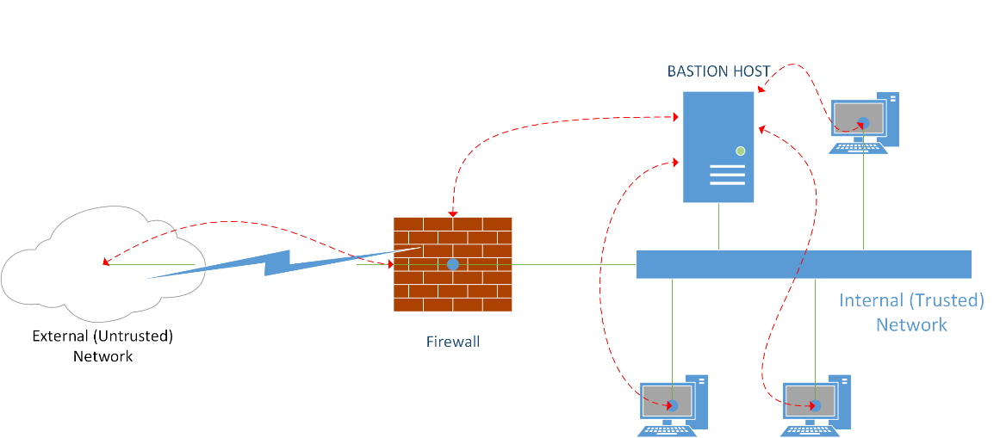 BASTION HOST
External (Untrusted)
Network
Firewall
Internal (Trusted)
Network